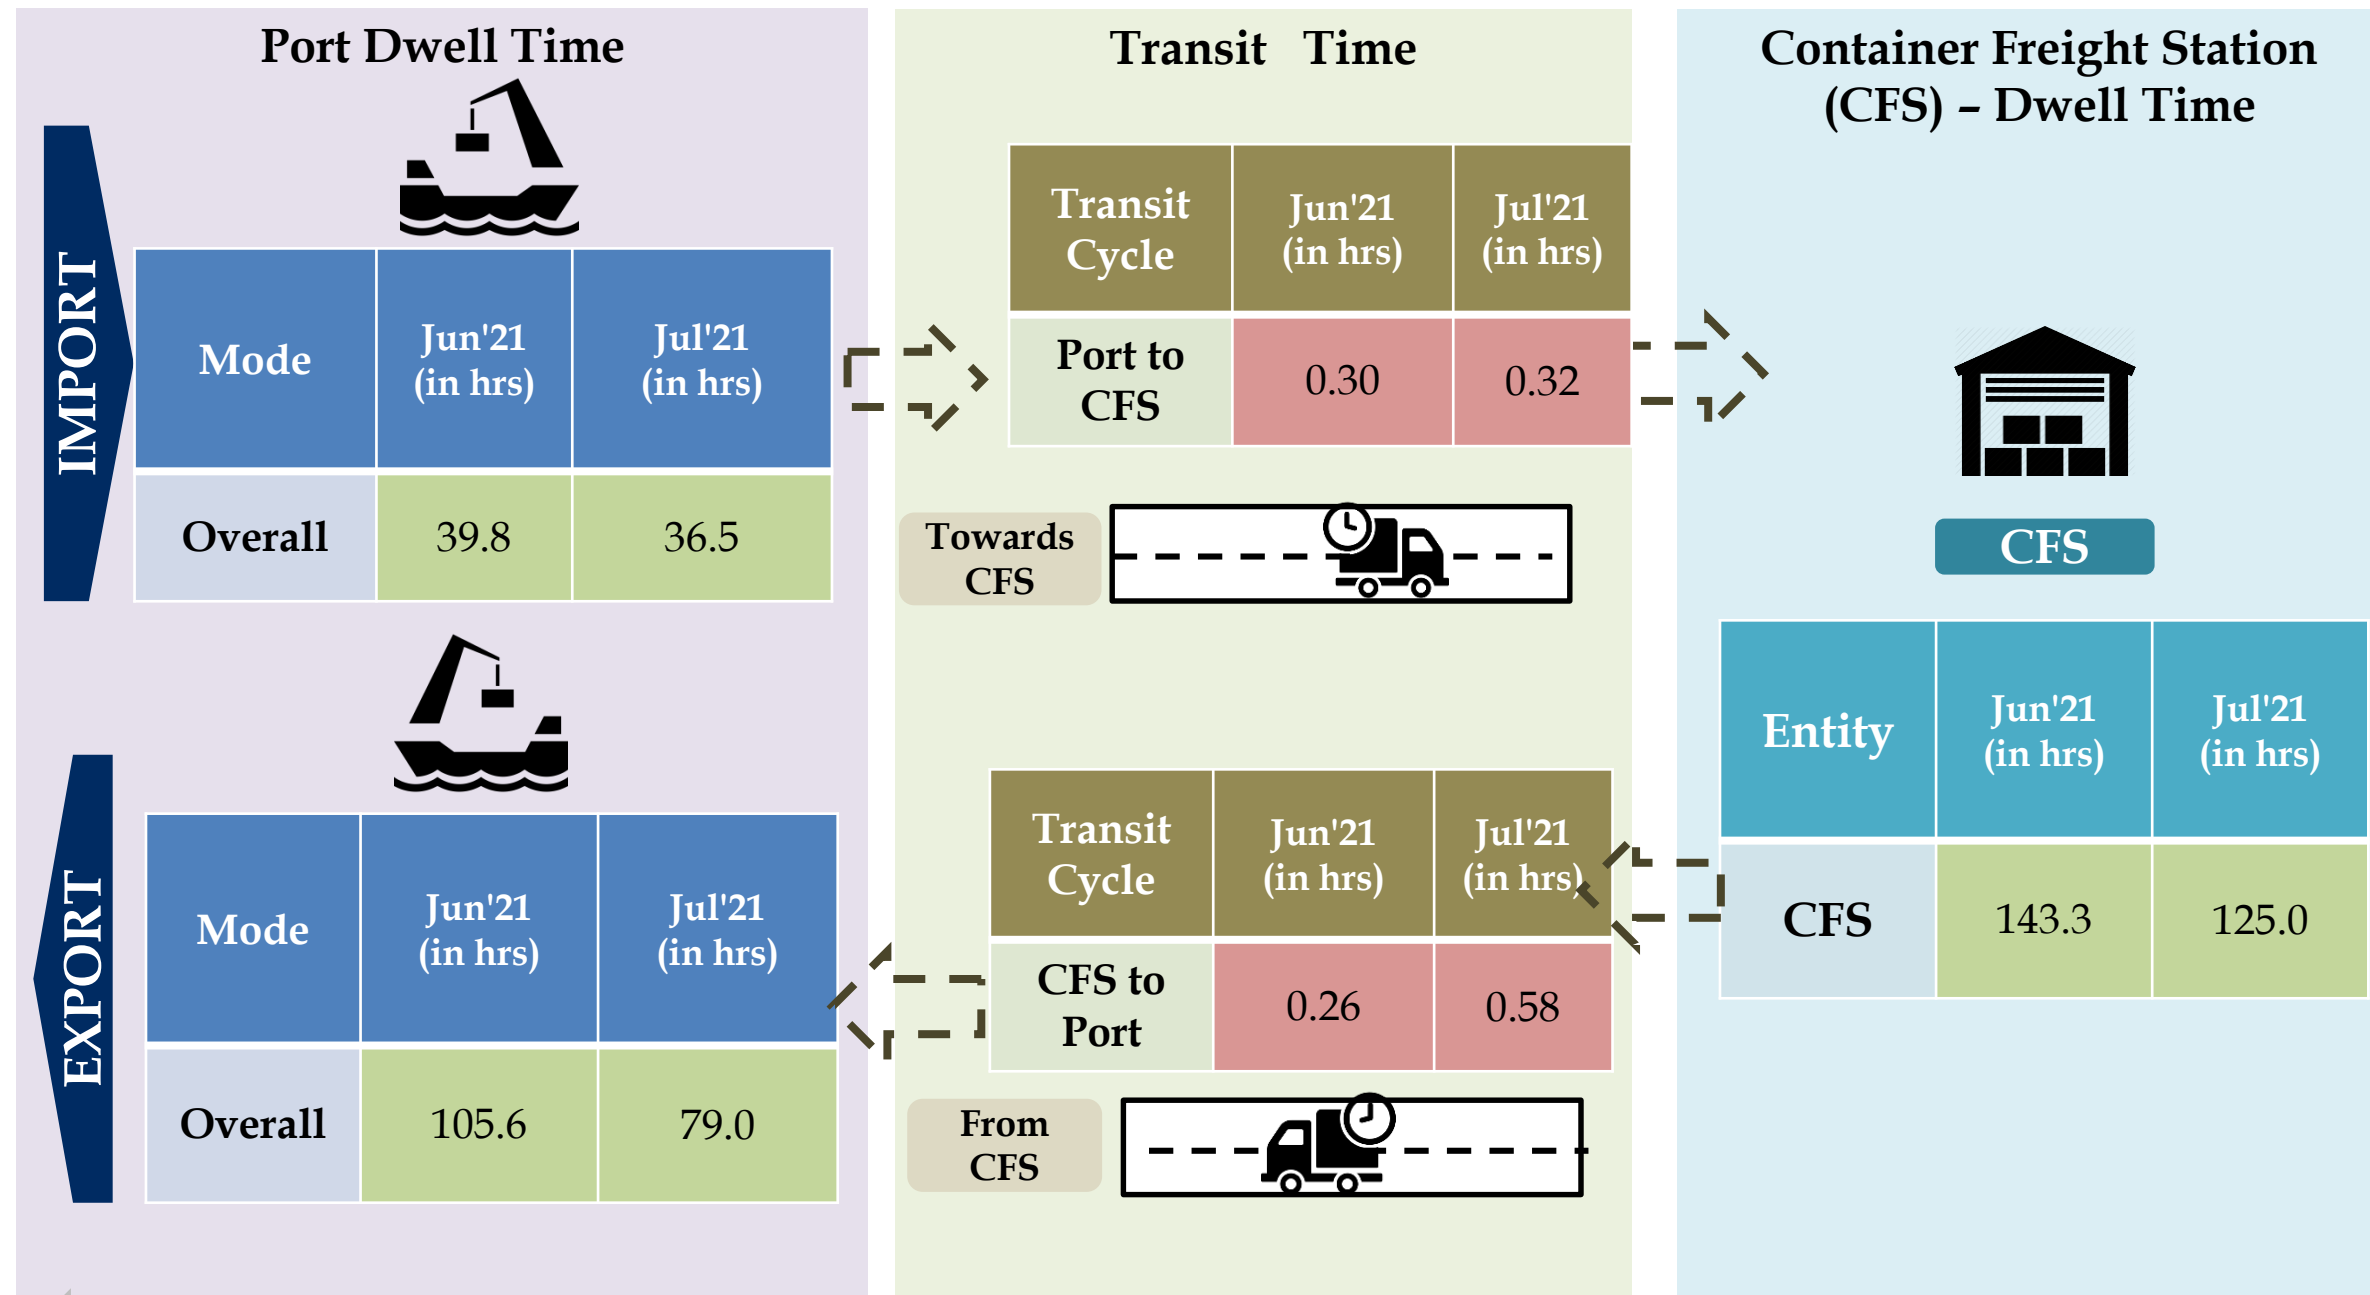 Port Dwell Time
IMPORT
Mode
Jun'21
(in hrs)
Jul'21
(in hrs)
Overall
39.8
36.5
EXPORT
Mode
Jun'21
(in hrs)
Jul'21
(in hrs)
Overall
105.6
79.0
Transit Time
Transit
Cycle
Jun'21
(in hrs)
Jul'21
(in hrs)
Port to
CFS
0.30
0.32
Towards
CFS
Transit
Cycle
Jun'21
(in hrs)
Jul'21
(in hrs)
CFS to
Port
0.26
0.58
From
CFS
Container Freight Station
(CFS) – Dwell Time
CFS
Entity
Jun'21
(in hrs)
Jul'21
(in hrs)
CFS
143.3
125.0